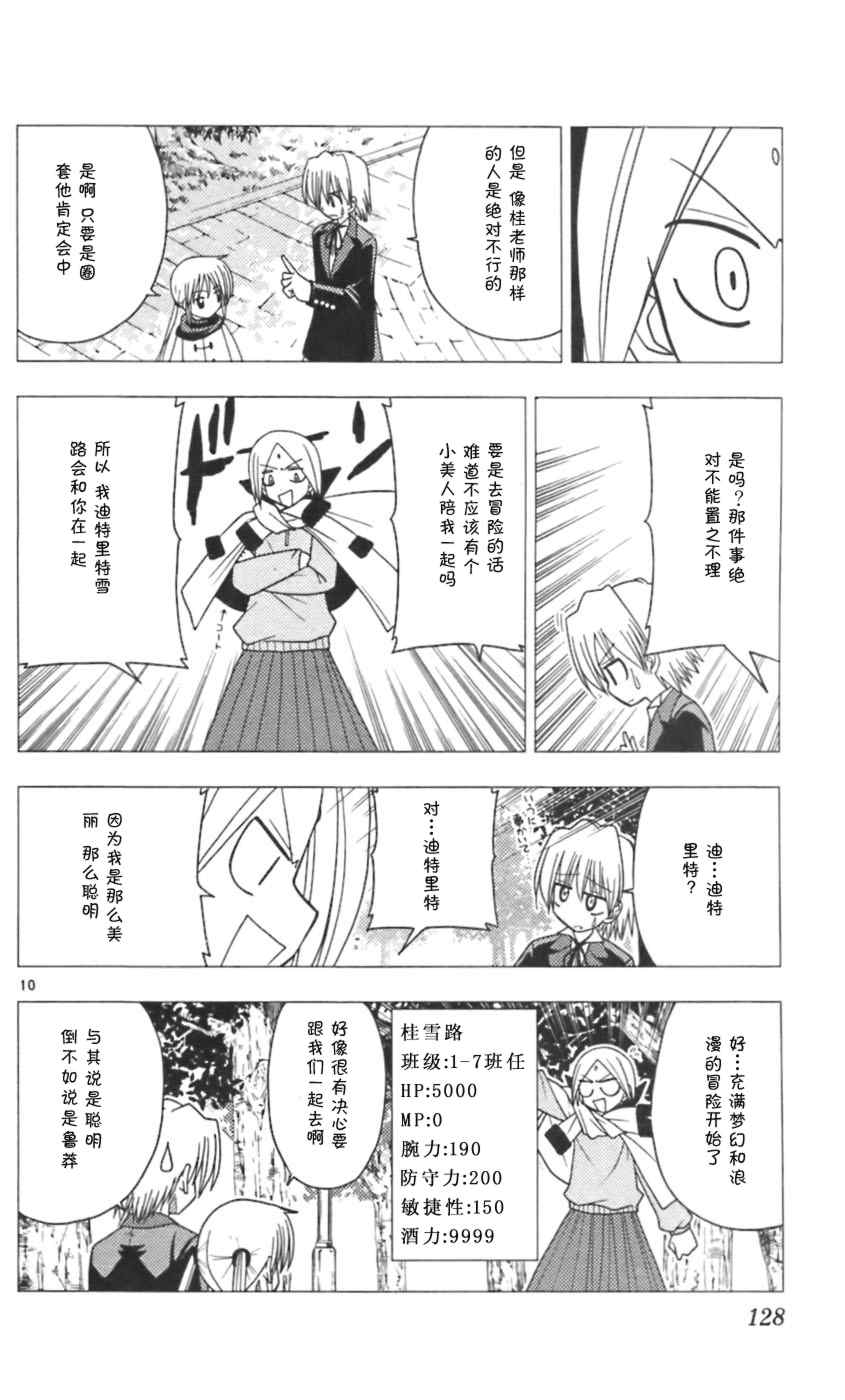 但是 像桂老师那样
的人是绝对不行的
是啊 只要是圈
套他肯定会中
是吗?那件事绝
对不能置之不理
要是去冒险的话
难道不应该有个
小美人陪我一起吗
コート
所以 我迪特里特雪
路会和你在一起
迪…迪特
里特?
对…迪特里特
因为我是那么美
丽 那么聪明
10
好…充满梦幻和浪
漫的冒险开始了
桂雪路
班级:1-7班任
HP:5000
MP:0
腕力:190
防守力:200
敏捷性:150
酒力:9999
好像很有决心要
跟我们一起去啊
与其说是聪明
倒不如说是鲁莽
128